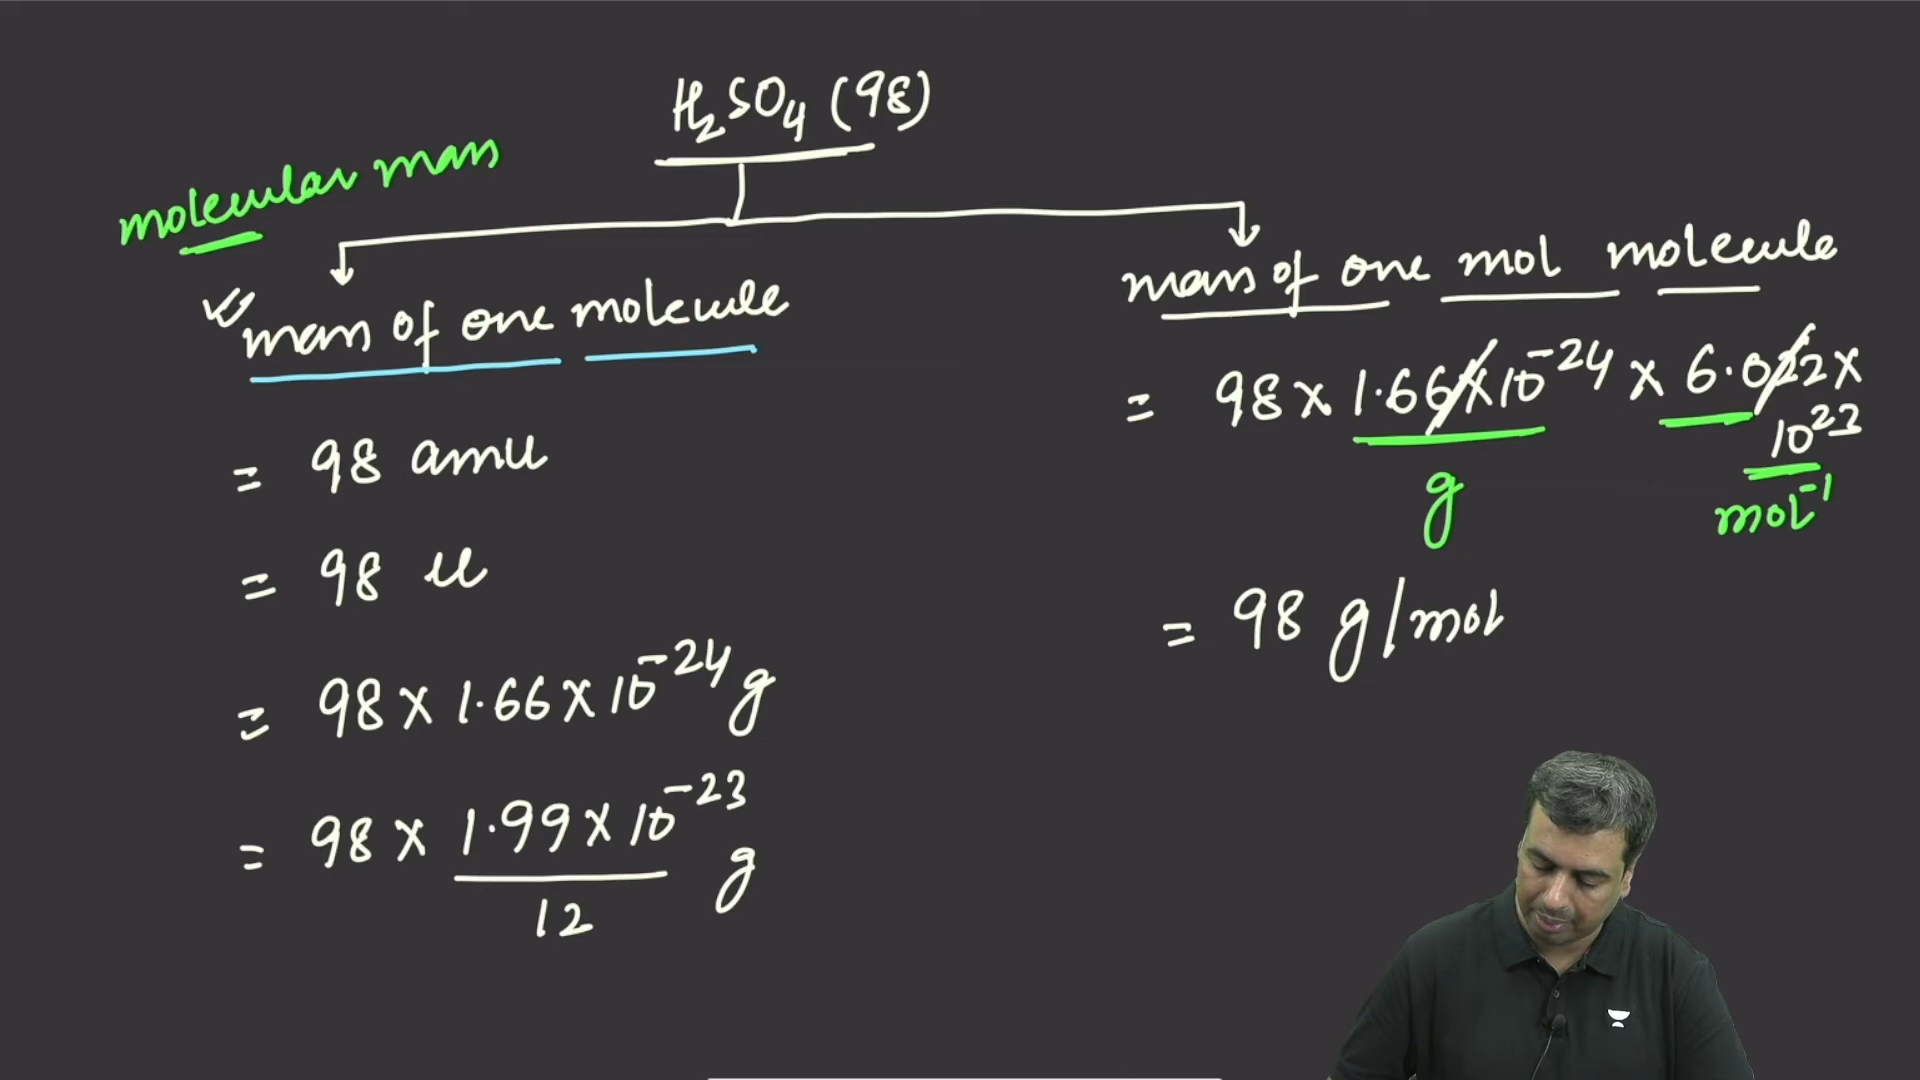 H₂SO₄ (98)
molecular mass
mass of one molecule
= 98 amu
= 98 u
= 98 × 1.66 × 10⁻²⁴ g
= 98 × 1.99 × 10⁻²³ / 12 g
mass of one mol molecule
= 98 × 1.66 × 10⁻²⁴ × 6.022 ×
10²³
g
mol⁻¹
= 98 g/mol